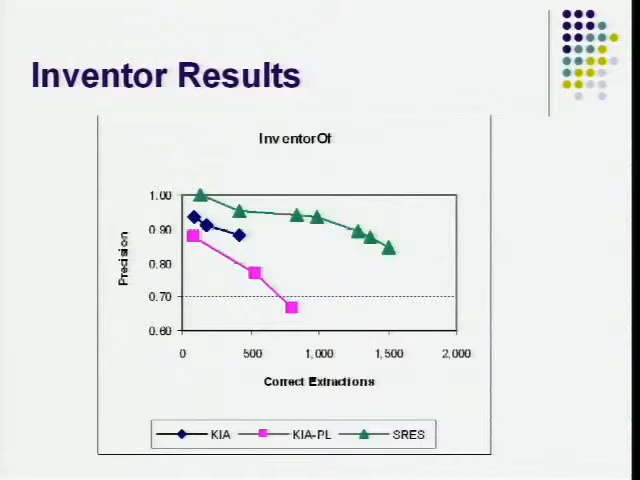 Inventor Results
InventorOf
1.00
0.90
0.80
0.70
0.60
Precision
0
500
1,000
1,500
2,000
Correct Extractions
KIA
KIA-PL
SRES